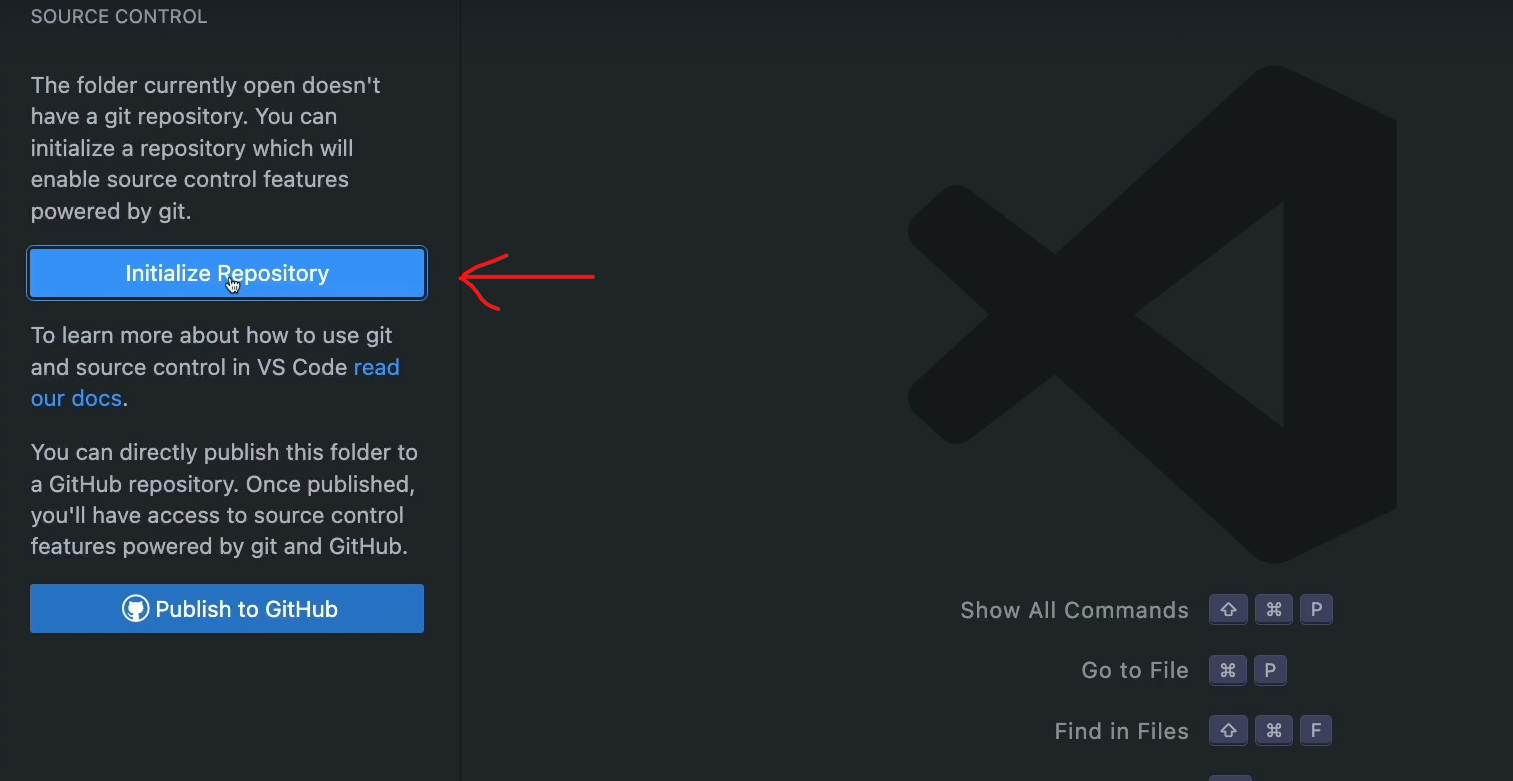 SOURCE CONTROL
The folder currently open doesn't
have a git repository. You can
initialize a repository which will
enable source control features
powered by git.
Initialize Repository
To learn more about how to use git
and source control in VS Code read
our docs.
You can directly publish this folder to
a GitHub repository. Once published,
you'll have access to source control
features powered by git and GitHub.
Publish to GitHub
Show All Commands ⇧ ⌘ P
Go to File ⌘ P
Find in Files ⇧ ⌘ F